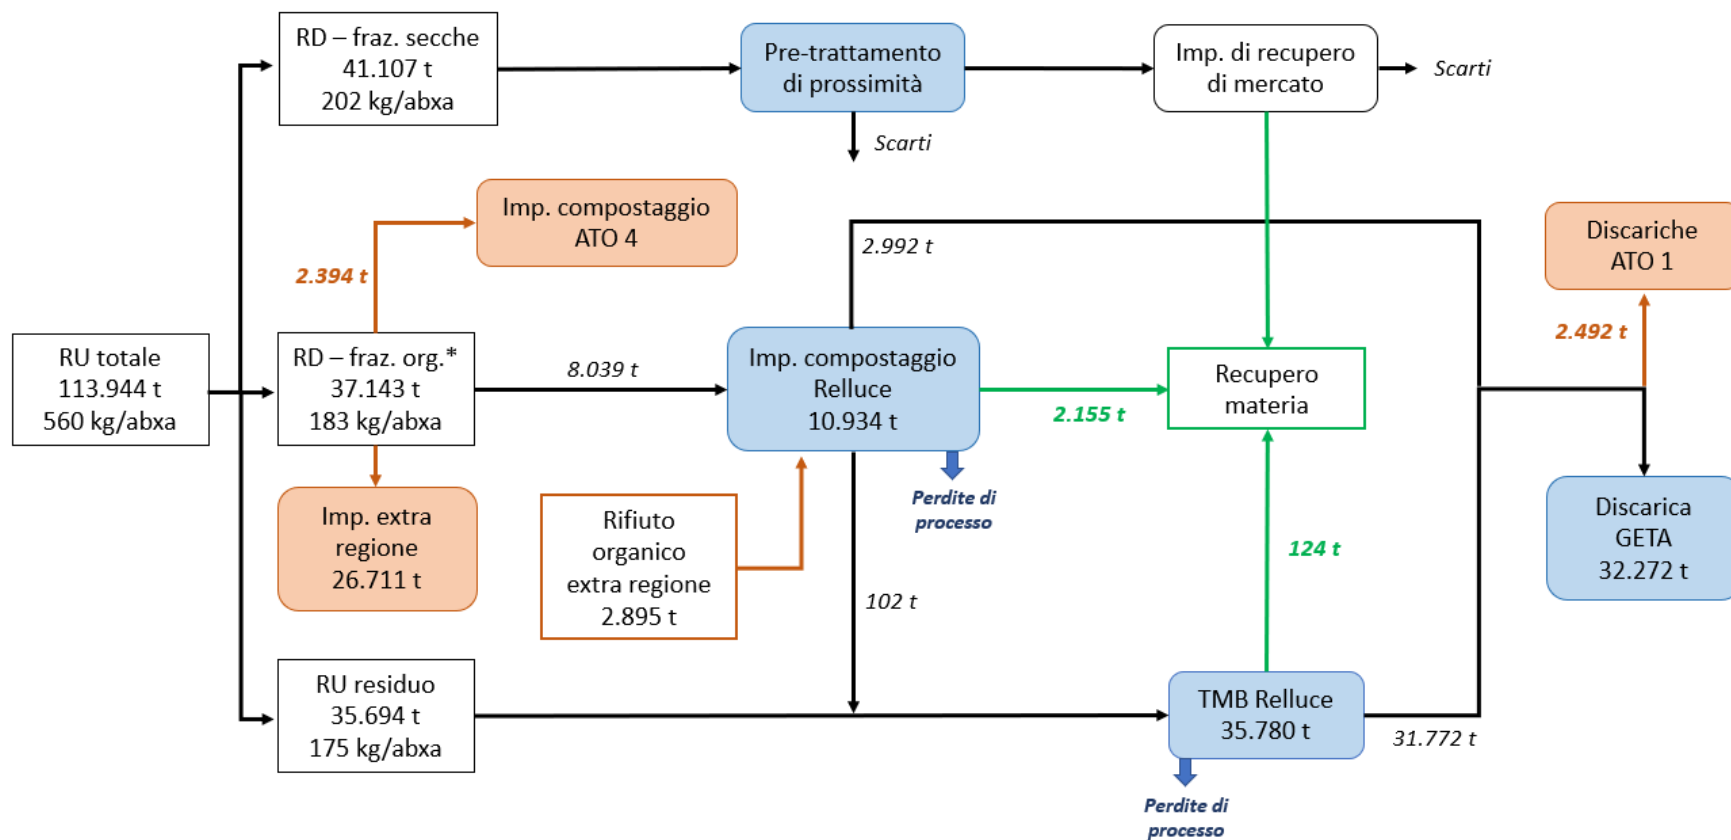 RD – fraz. secche
41.107 t
202 kg/abxa
Pre-trattamento
di prossimità
Imp. di recupero
di mercato
Scarti
Scarti
Imp. compostaggio
ATO 4
2.394 t
2.992 t
Discariche
ATO 1
2.492 t
RU totale
113.944 t
560 kg/abxa
RD – fraz. org.*
37.143 t
183 kg/abxa
8.039 t
Imp. compostaggio
Relluce
10.934 t
2.155 t
Recupero
materia
Imp. extra
regione
26.711 t
Rifiuto
organico
extra regione
2.895 t
Perdite di
processo
102 t
124 t
Discarica
GETA
32.272 t
RU residuo
35.694 t
175 kg/abxa
TMB Relluce
35.780 t
31.772 t
Perdite di
processo